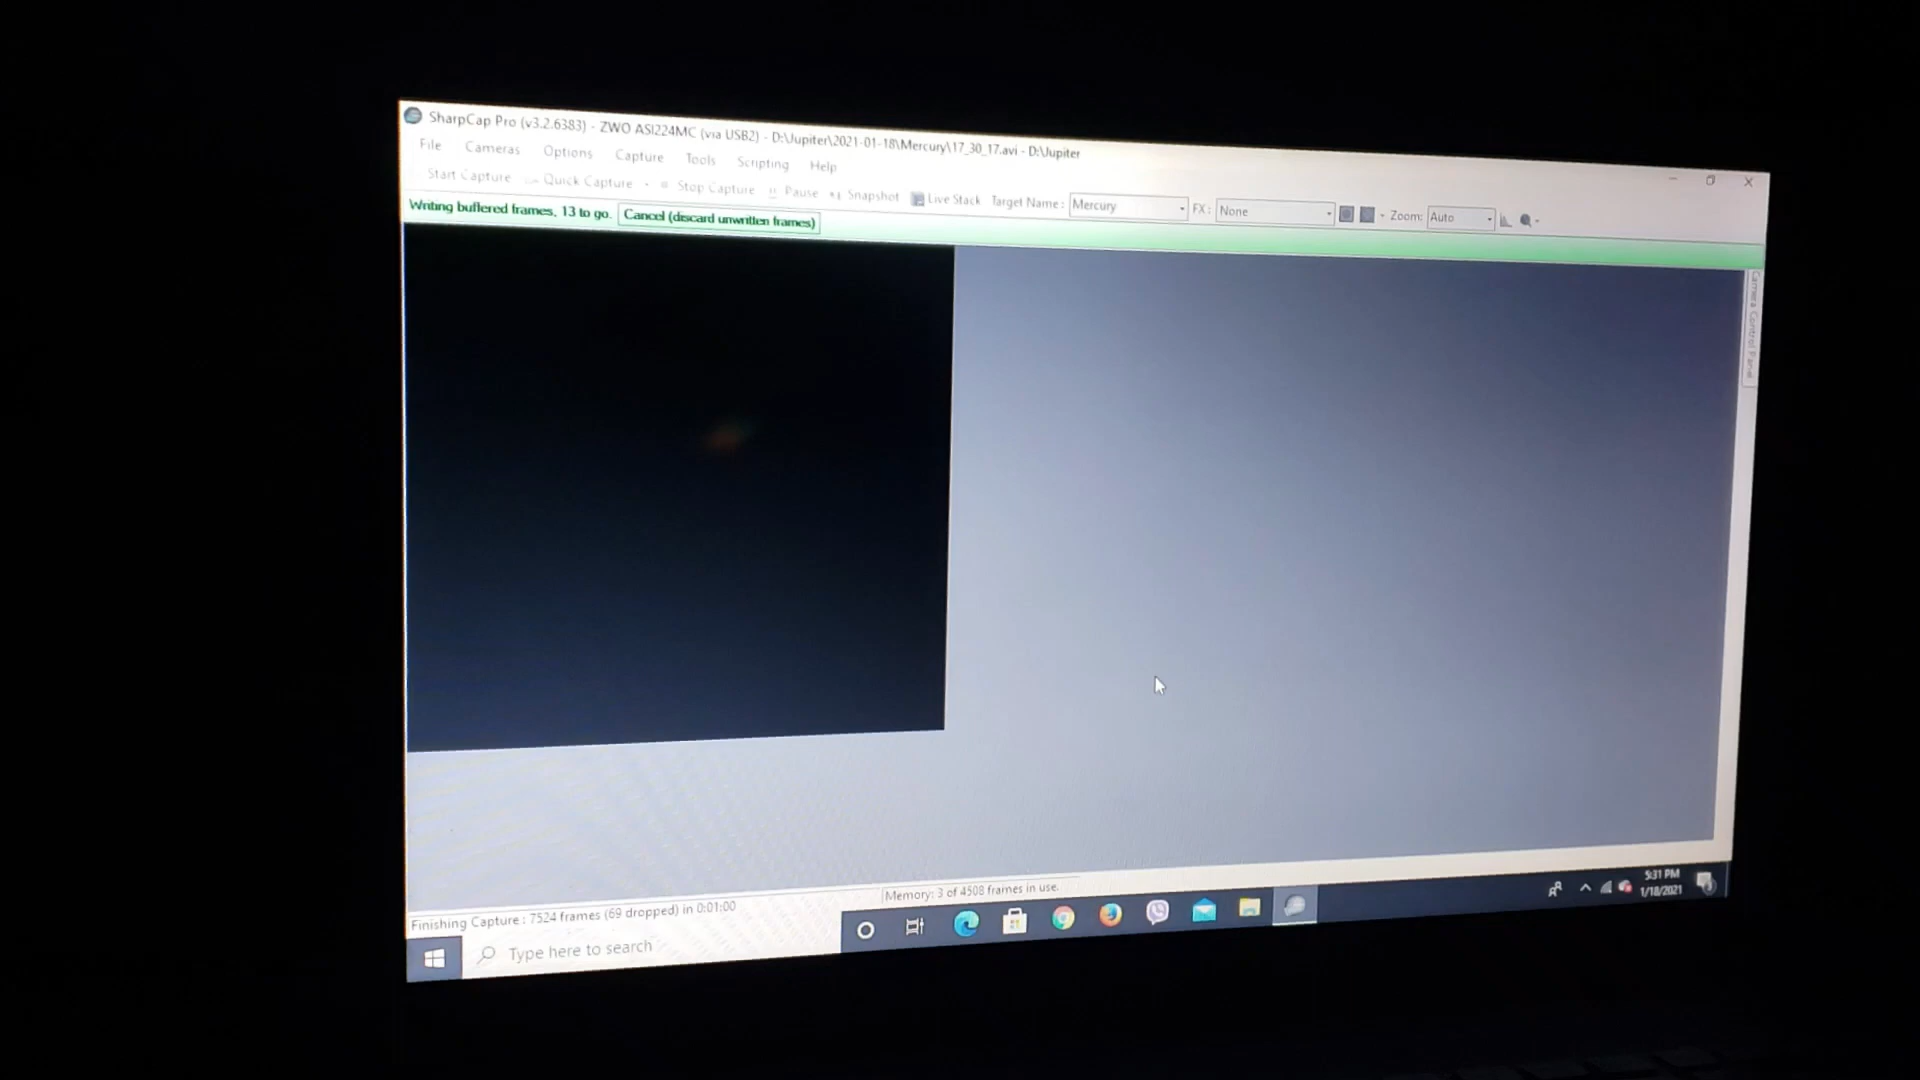 SharpCap Pro (v3.2.6383) - ZWO ASI224MC (via USB2) - D:\Jupiter\2021-01-18\Mercury\17_30_17.avi - D:\Jupiter
File Cameras Options Capture Tools Scripting Help
Start Capture Quick Capture Stop Capture Pause Snapshot Live Stack Target Name: Mercury FX: None Zoom: Auto
Writing buffered frames, 13 to go. Cancel (discard unwritten frames)
Camera Control Panel
Memory: 3 of 4508 frames in use.
Finishing Capture : 7524 frames (69 dropped) in 0:01:00
Type here to search
5:31 PM
1/18/2021